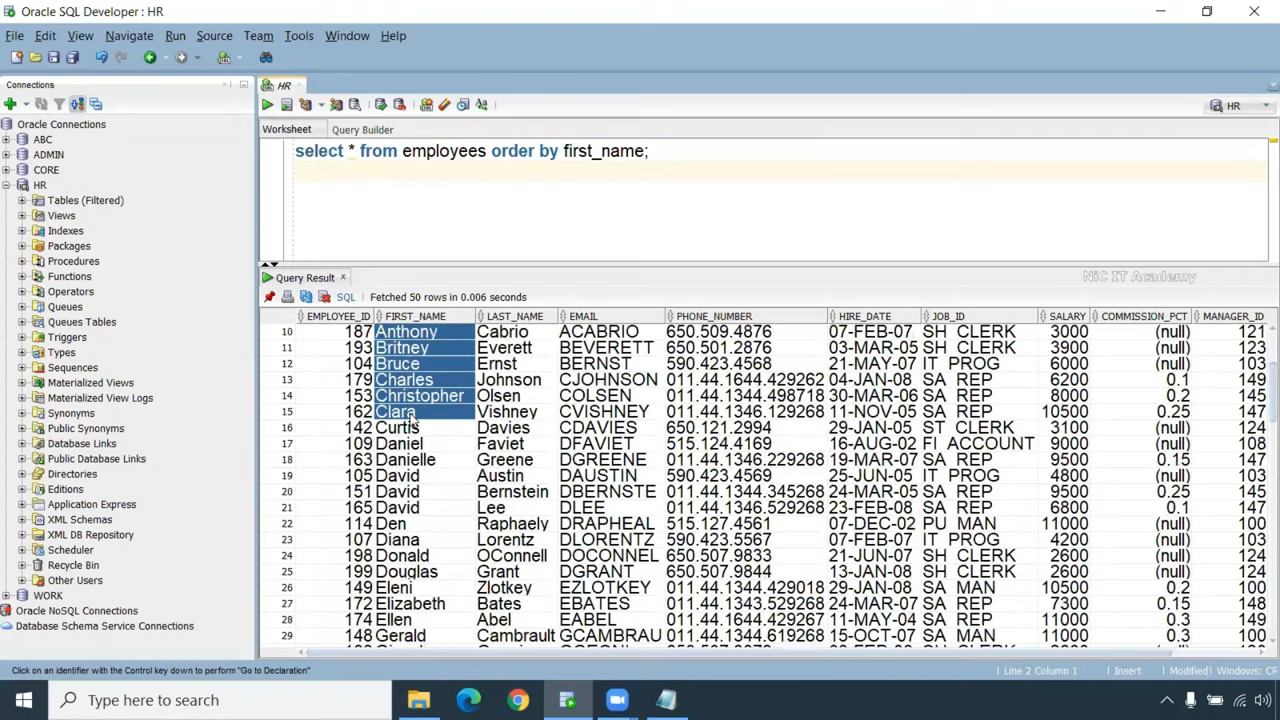 Oracle SQL Developer : HR
File Edit View Navigate Run Source Team Tools Window Help
Connections
HR
Worksheet Query Builder
HR
Oracle Connections
ABC
ADMIN
CORE
HR
Tables (Filtered)
Views
Indexes
Packages
Procedures
Functions
Operators
Queues
Queues Tables
Triggers
Types
Sequences
Materialized Views
Materialized View Logs
Synonyms
Public Synonyms
Database Links
Public Database Links
Directories
Editions
Application Express
XML Schemas
XML DB Repository
Scheduler
Recycle Bin
Other Users
WORK
Oracle NoSQL Connections
Database Schema Service Connections
select * from employees order by first_name;
Query Result
NiC IT Academy
SQL Fetched 50 rows in 0.006 seconds
EMPLOYEE_ID FIRST_NAME LAST_NAME EMAIL PHONE_NUMBER HIRE_DATE JOB_ID SALARY COMMISSION_PCT MANAGER_ID
10 187 Anthony Cabrio ACABRIO 650.509.4876 07-FEB-07 SH_CLERK 3000 (null) 121
11 193 Britney Everett BEVERETT 650.501.2876 03-MAR-05 SH_CLERK 3900 (null) 123
12 104 Bruce Ernst BERNST 590.423.4568 21-MAY-07 IT_PROG 6000 (null) 103
13 179 Charles Johnson CJOHNSON 011.44.1644.429262 04-JAN-08 SA_REP 6200 0.1 149
14 153 Christopher Olsen COLSEN 011.44.1344.498718 30-MAR-06 SA_REP 8000 0.2 145
15 162 Clara Vishney CVISHNEY 011.44.1346.129268 11-NOV-05 SA_REP 10500 0.25 147
16 142 Curtis Davies CDAVIES 650.121.2994 29-JAN-05 ST_CLERK 3100 (null) 124
17 109 Daniel Faviet DFAVIET 515.124.4169 16-AUG-02 FI_ACCOUNT 9000 (null) 108
18 163 Danielle Greene DGREENE 011.44.1346.229268 19-MAR-07 SA_REP 9500 0.15 147
19 105 David Austin DAUSTIN 590.423.4569 25-JUN-05 IT_PROG 4800 (null) 103
20 151 David Bernstein DBERNSTE 011.44.1344.345268 24-MAR-05 SA_REP 9500 0.25 145
21 165 David Lee DLEE 011.44.1346.529268 23-FEB-08 SA_REP 6800 0.1 147
22 114 Den Raphaely DRAPHEAL 515.127.4561 07-DEC-02 PU_MAN 11000 (null) 100
23 107 Diana Lorentz DLORENTZ 590.423.5567 07-FEB-07 IT_PROG 4200 (null) 103
24 198 Donald OConnell DOCONNEL 650.507.9833 21-JUN-07 SH_CLERK 2600 (null) 124
25 199 Douglas Grant DGRANT 650.507.9844 13-JAN-08 SH_CLERK 2600 (null) 124
26 149 Eleni Zlotkey EZLOTKEY 011.44.1344.429018 29-JAN-08 SA_MAN 10500 0.2 100
27 172 Elizabeth Bates EBATES 011.44.1343.529268 24-MAR-07 SA_REP 7300 0.15 148
28 174 Ellen Abel EABEL 011.44.1644.429267 11-MAY-04 SA_REP 11000 0.3 149
29 148 Gerald Cambrault GCAMBRAU 011.44.1344.619268 15-OCT-07 SA_MAN 11000 0.3 100
Click on an identifier with the Control key down to perform "Go to Declaration"
Line 2 Column 1 Insert Modified Windows: CR
Type here to search